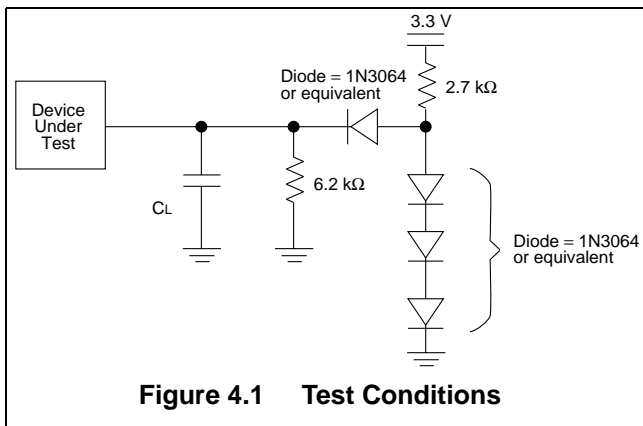 3.3 V
Diode = 1N3064
or equivalent
2.7 kΩ
Device
Under
Test
6.2 kΩ
CL
Diode = 1N3064
or equivalent
Figure 4.1 Test Conditions